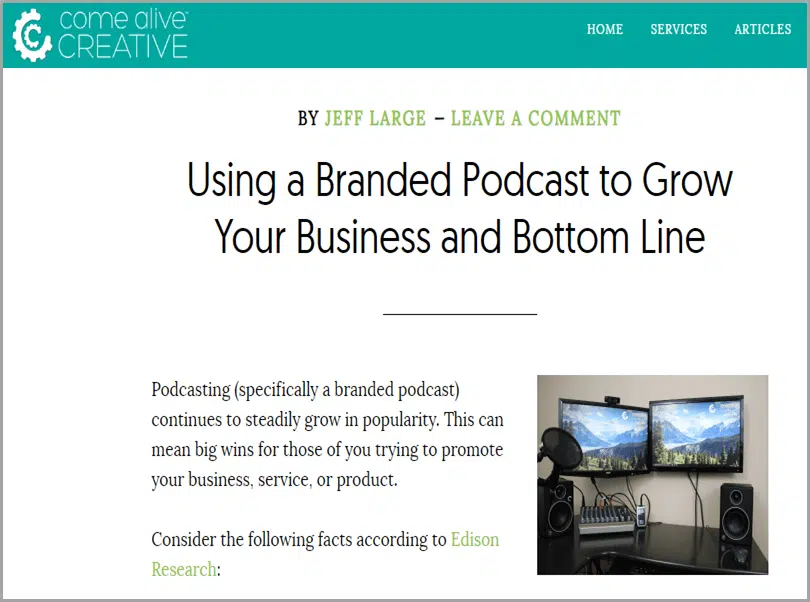 come alive™
CREATIVE
HOME SERVICES ARTICLES
BY JEFF LARGE – LEAVE A COMMENT
Using a Branded Podcast to Grow
Your Business and Bottom Line
Podcasting (specifically a branded podcast)
continues to steadily grow in popularity. This can
mean big wins for those of you trying to promote
your business, service, or product.
Consider the following facts according to Edison
Research: